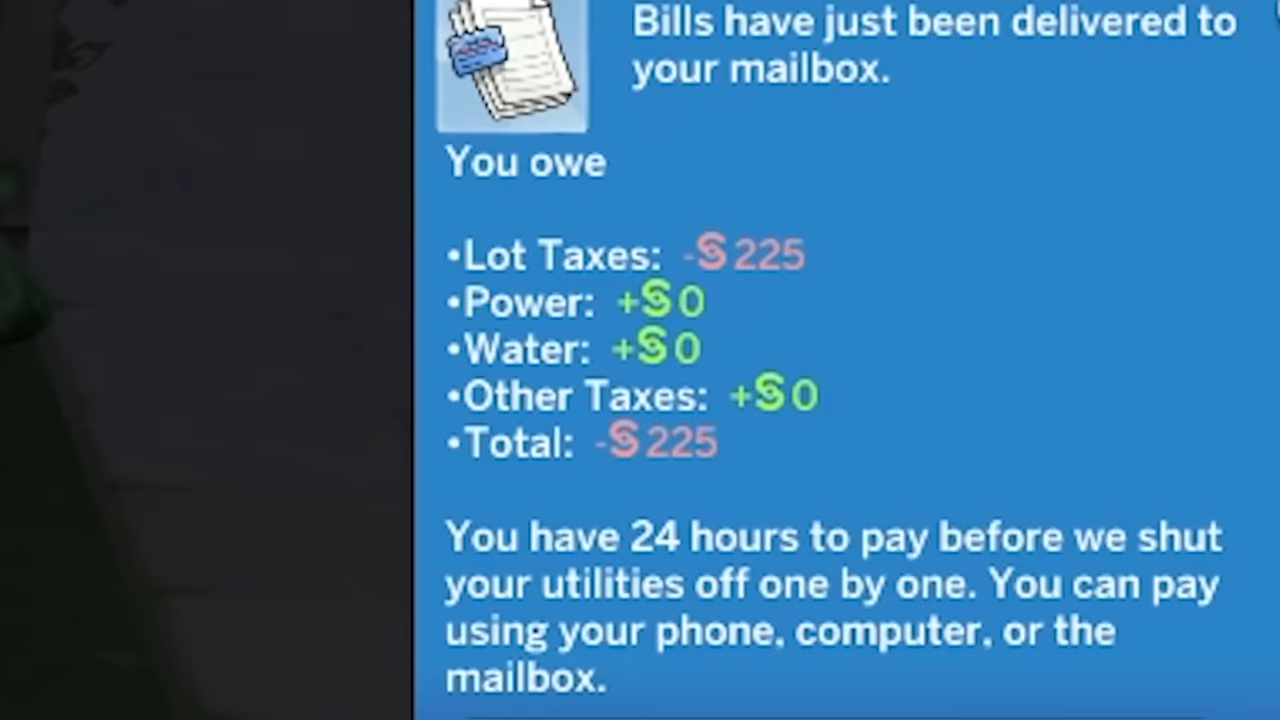 Bills have just been delivered to
your mailbox.
You owe
•Lot Taxes: -§225
•Power: +§0
•Water: +§0
•Other Taxes: +§0
•Total: -§225
You have 24 hours to pay before we shut
your utilities off one by one. You can pay
using your phone, computer, or the
mailbox.